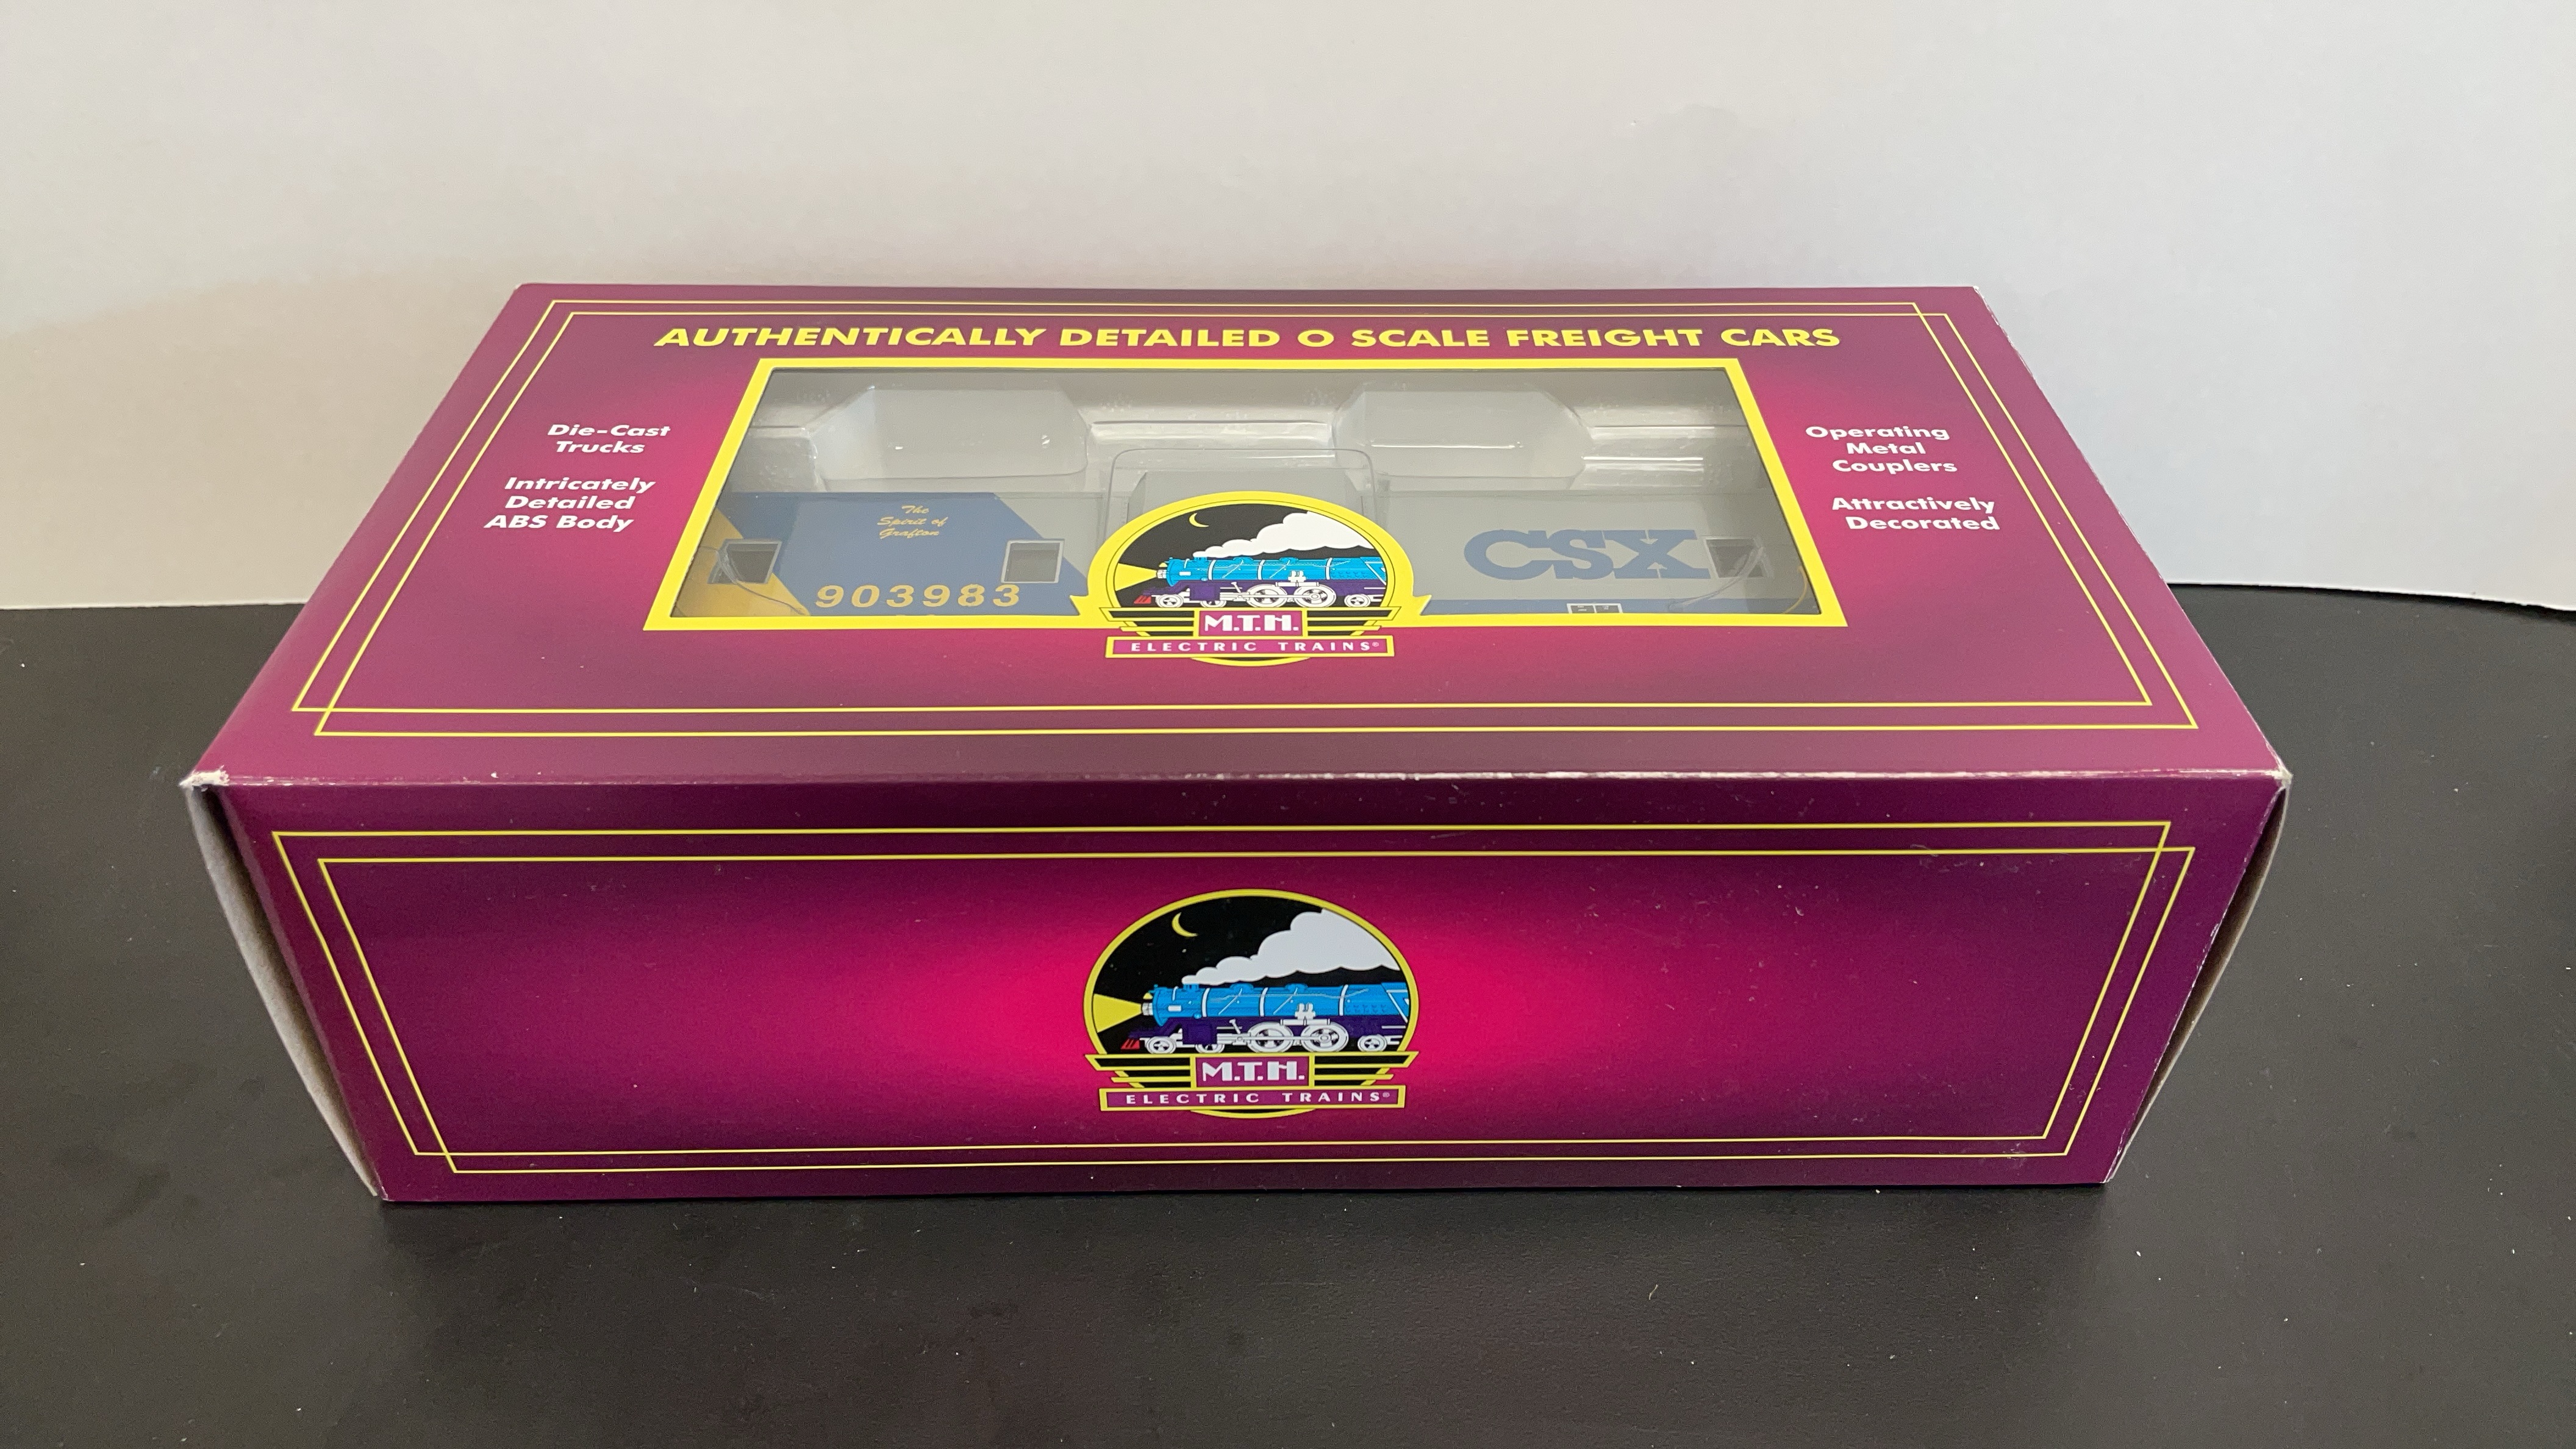 AUTHENTICALLY DETAILED O SCALE FREIGHT CARS
Die-Cast
Trucks
Intricately
Detailed
ABS Body
Operating
Metal
Couplers
Attractively
Decorated
The
Spirit of
Grafton
903983
CSX
M.T.H.
ELECTRIC TRAINS®
M.T.H.
ELECTRIC TRAINS®